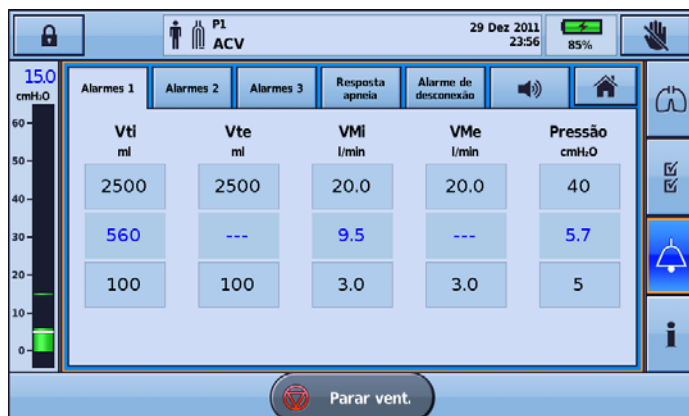 P1
ACV
29 Dez 2011
23:56
85%
15.0
cmH₂O
60
50
40
30
20
10
0
Alarmes 1
Alarmes 2
Alarmes 3
Resposta
apneia
Alarme de
desconexão
Vti
ml
Vte
ml
VMi
l/min
VMe
l/min
Pressão
cmH₂O
2500 2500 20.0 20.0 40
560 --- 9.5 --- 5.7
100 100 3.0 3.0 5
i
Parar vent.